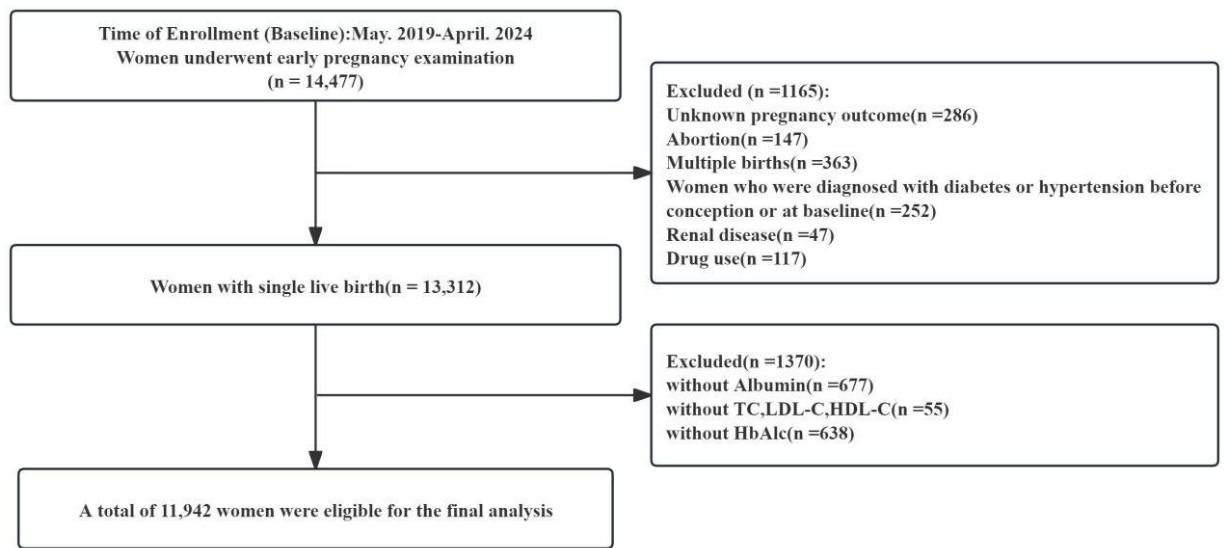 Time of Enrollment (Baseline):May. 2019-April. 2024
Women underwent early pregnancy examination
(n = 14,477)
Excluded (n =1165):
Unknown pregnancy outcome(n =286)
Abortion(n =147)
Multiple births(n =363)
Women who were diagnosed with diabetes or hypertension before
conception or at baseline(n =252)
Renal disease(n =47)
Drug use(n =117)
Women with single live birth(n = 13,312)
Excluded(n =1370):
without Albumin(n =677)
without TC,LDL-C,HDL-C(n =55)
without HbAlc(n =638)
A total of 11,942 women were eligible for the final analysis